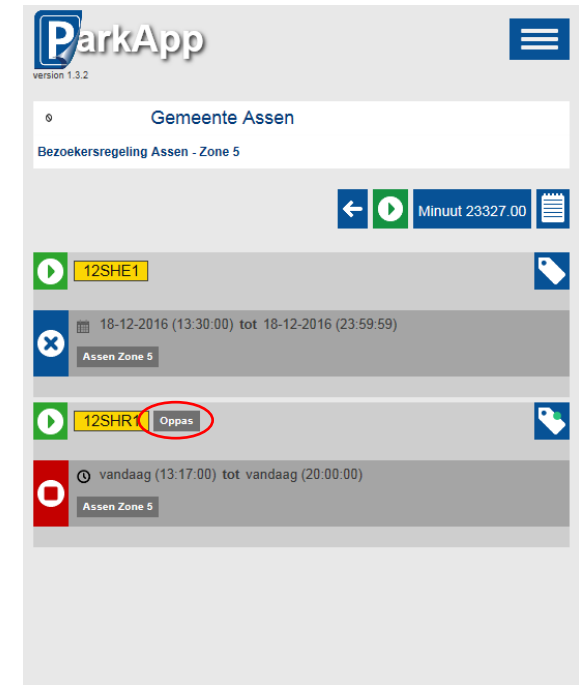 ParkApp
version 1.3.2
Gemeente Assen
Bezoekersregeling Assen - Zone 5
Minuut 23327.00
12SHE1
18-12-2016 (13:30:00) tot 18-12-2016 (23:59:59)
Assen Zone 5
12SHR1 Oppas
vandaag (13:17:00) tot vandaag (20:00:00)
Assen Zone 5